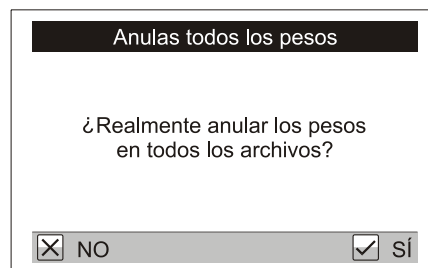 Anulas todos los pesos
¿Realmente anular los pesos
en todos los archivos?
NO SÍ